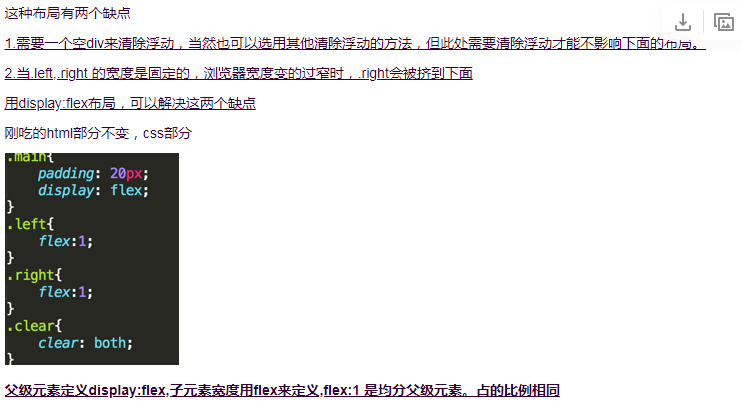 这种布局有两个缺点
1.需要一个空div来清除浮动，当然也可以选用其他清除浮动的方法，但此处需要清除浮动才能不影响下面的布局。
2.当.left,.right 的宽度是固定的，浏览器宽度变的过窄时，.right会被挤到下面
用display:flex布局，可以解决这两个缺点
刚吃的html部分不变，css部分
.main{
padding: 20px;
display: flex;
}
.left{
flex:1;
}
.right{
flex:1;
}
.clear{
clear: both;
}
父级元素定义display:flex,子元素宽度用flex来定义,flex:1 是均分父级元素。占的比例相同